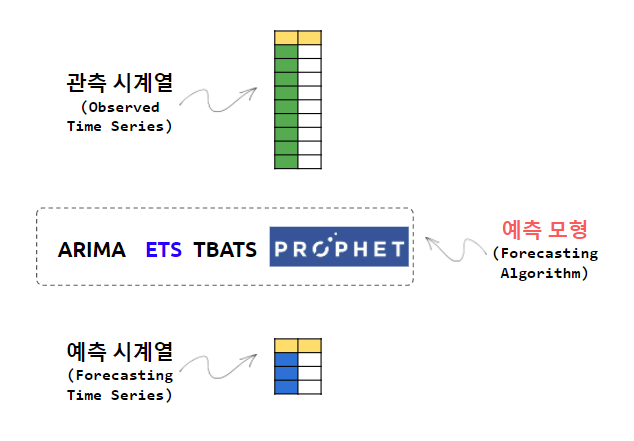 관측 시계열
(Observed
Time Series)
ARIMA ETS TBATS PROPHET
예측 모형
(Forecasting
Algorithm)
예측 시계열
(Forecasting
Time Series)